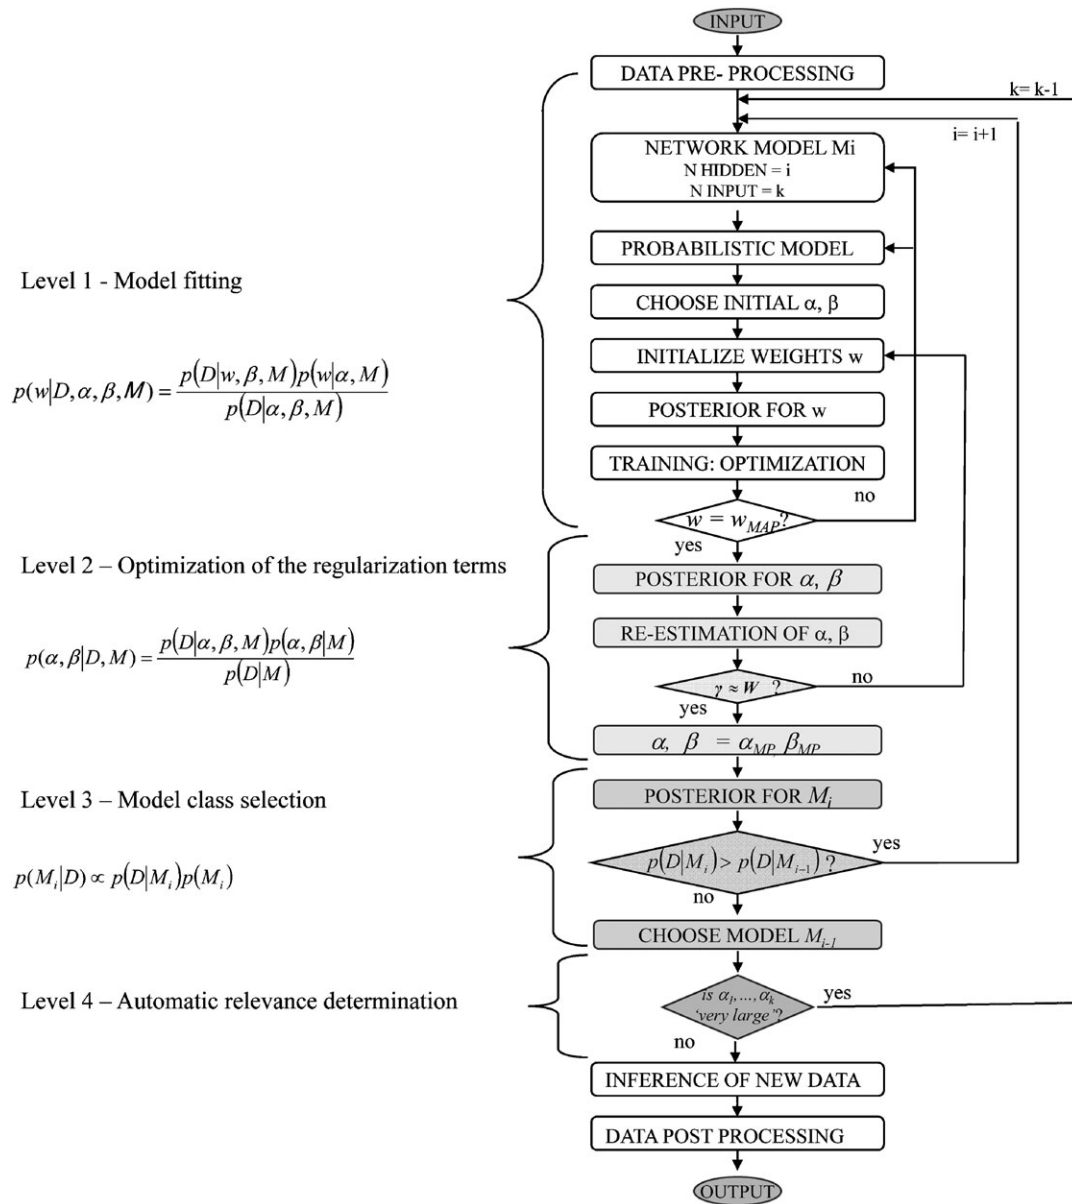 INPUT
DATA PRE- PROCESSING
k= k-1
i= i+1
NETWORK MODEL Mi
N HIDDEN = i
N INPUT = k
PROBABILISTIC MODEL
Level 1 - Model fitting
CHOOSE INITIAL α, β
INITIALIZE WEIGHTS w
p(w|D, α, β, M) = p(D|w, β, M)p(w|α, M) / p(D|α, β, M)
POSTERIOR FOR w
TRAINING: OPTIMIZATION
no
w = w_MAP?
yes
Level 2 – Optimization of the regularization terms
POSTERIOR FOR α, β
RE-ESTIMATION OF α, β
p(α, β|D, M) = p(D|α, β, M)p(α, β|M) / p(D|M)
γ ≈ W ?
no
yes
α, β = α_MP, β_MP
Level 3 – Model class selection
POSTERIOR FOR M_i
p(M_i|D) ∝ p(D|M_i)p(M_i)
p(D|M_i) > p(D|M_{i-1}) ?
yes
no
CHOOSE MODEL M_{i-1}
Level 4 – Automatic relevance determination
is α_1,...,α_k
'very large'?
yes
no
INFERENCE OF NEW DATA
DATA POST PROCESSING
OUTPUT